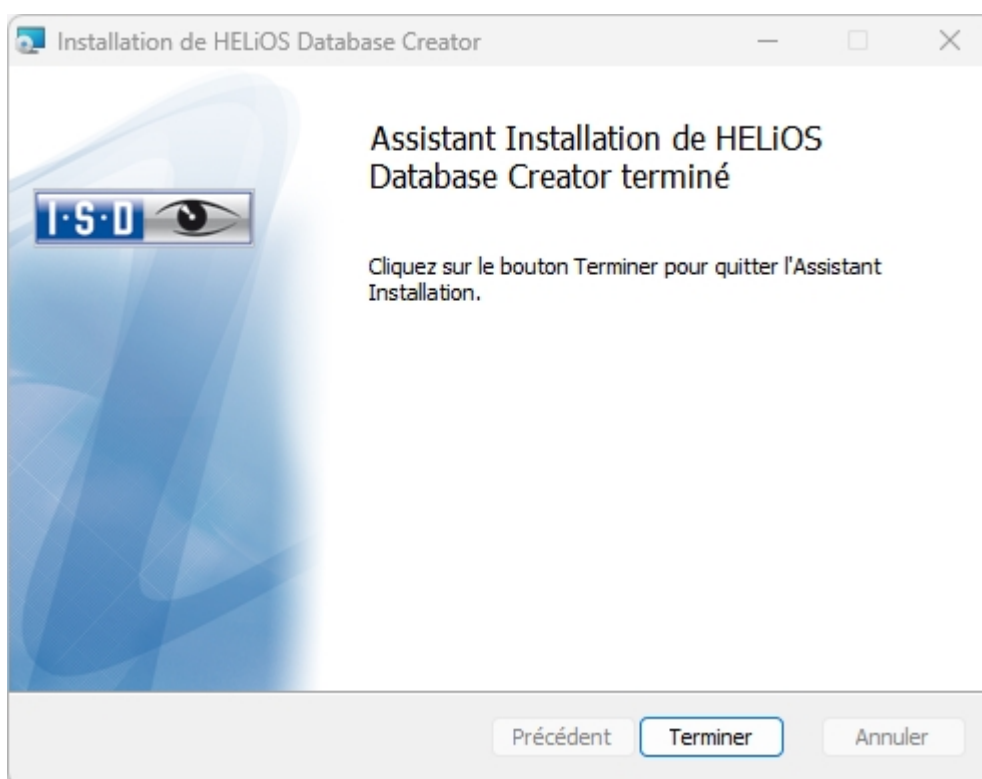 Installation de HELiOS Database Creator
Assistant Installation de HELiOS
Database Creator terminé
I·S·D
Cliquez sur le bouton Terminer pour quitter l'Assistant
Installation.
Précédent
Terminer
Annuler